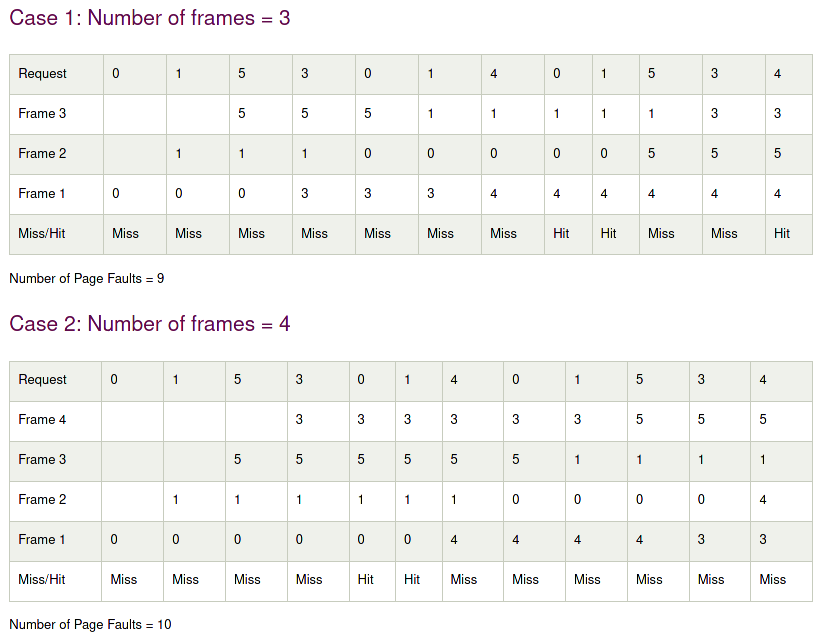 Case 1: Number of frames = 3
Request 0 1 5 3 0 1 4 0 1 5 3 4
Frame 3 5 5 5 1 1 1 1 1 3 3
Frame 2 1 1 1 0 0 0 0 0 5 5 5
Frame 1 0 0 0 3 3 3 4 4 4 4 4 4
Miss/Hit Miss Miss Miss Miss Miss Miss Miss Hit Hit Miss Miss Hit
Number of Page Faults = 9
Case 2: Number of frames = 4
Request 0 1 5 3 0 1 4 0 1 5 3 4
Frame 4 3 3 3 3 3 3 5 5 5
Frame 3 5 5 5 5 5 5 1 1 1 1
Frame 2 1 1 1 1 1 1 0 0 0 0 4
Frame 1 0 0 0 0 0 0 4 4 4 4 3 3
Miss/Hit Miss Miss Miss Miss Hit Hit Miss Miss Miss Miss Miss Miss
Number of Page Faults = 10